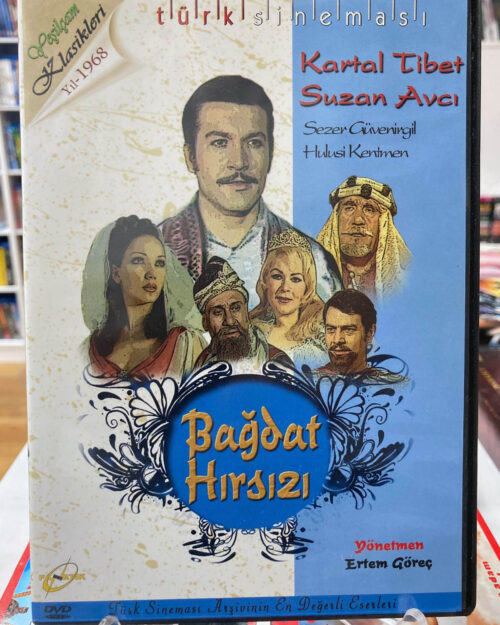 türk sineması
Yeşilçam
Klasikleri
Yıl-1968
Kartal Tibet
Suzan Avcı
Sezer Güvenirgil
Hulusi Kentmen
Bağdat
Hırsızı
Yönetmen
Ertem Göreç
DVD
Türk Sineması Arşivinin En Değerli Eserleri